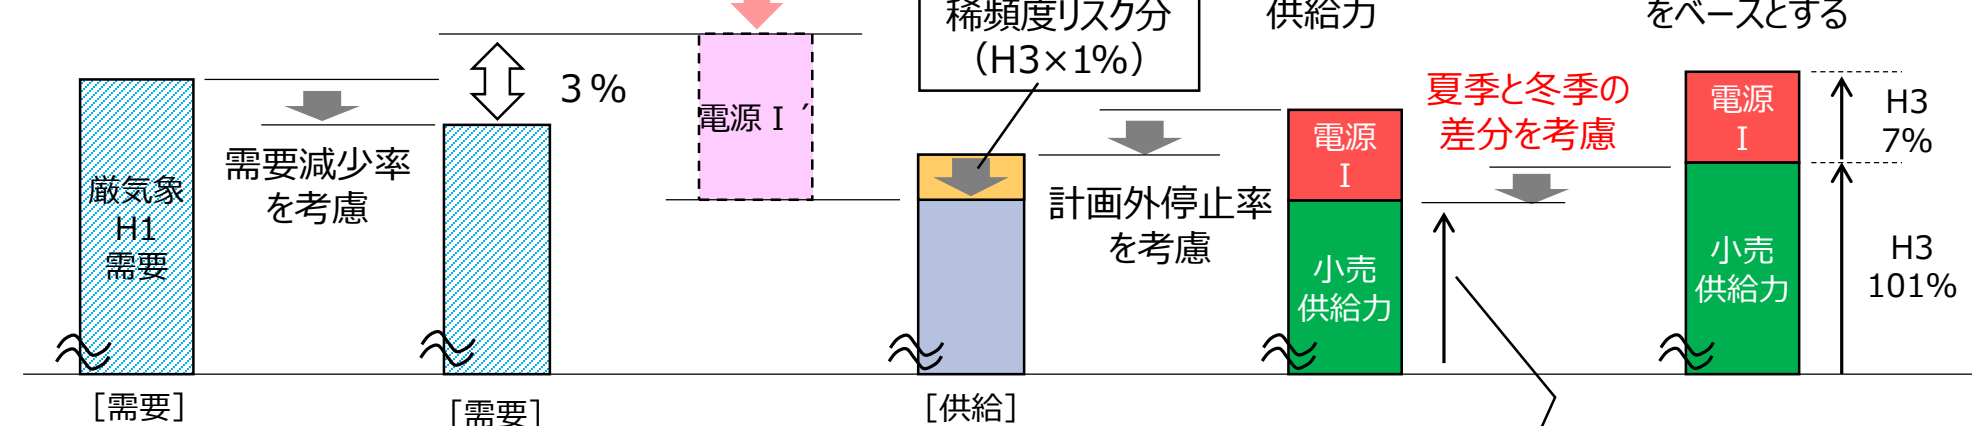 稀頻度リスク分
（H3×1%）
供給力
をベースとする
厳気象
H1
需要
需要減少率
を考慮
3%
電源Ⅰ´
計画外停止率
を考慮
電源
Ⅰ
小売
供給力
夏季と冬季の
差分を考慮
電源
Ⅰ
小売
供給力
H3
7%
H3
101%
［需要］
［需要］
［供給］